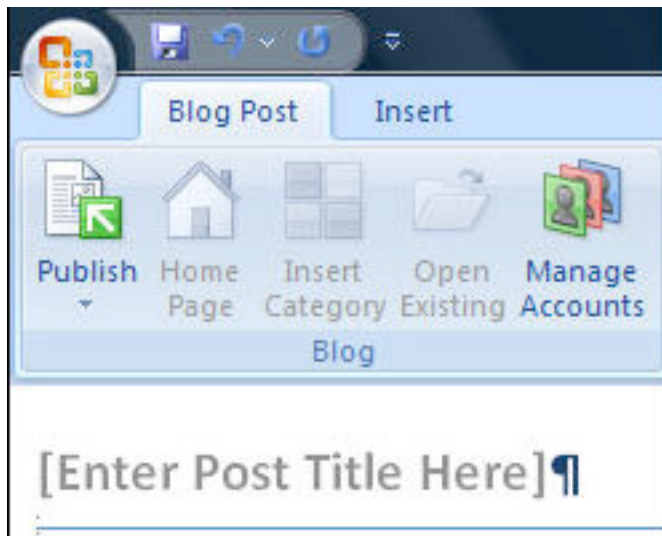 Blog Post Insert
Publish Home Insert Open Manage
Page Category Existing Accounts
Blog
[Enter Post Title Here]¶